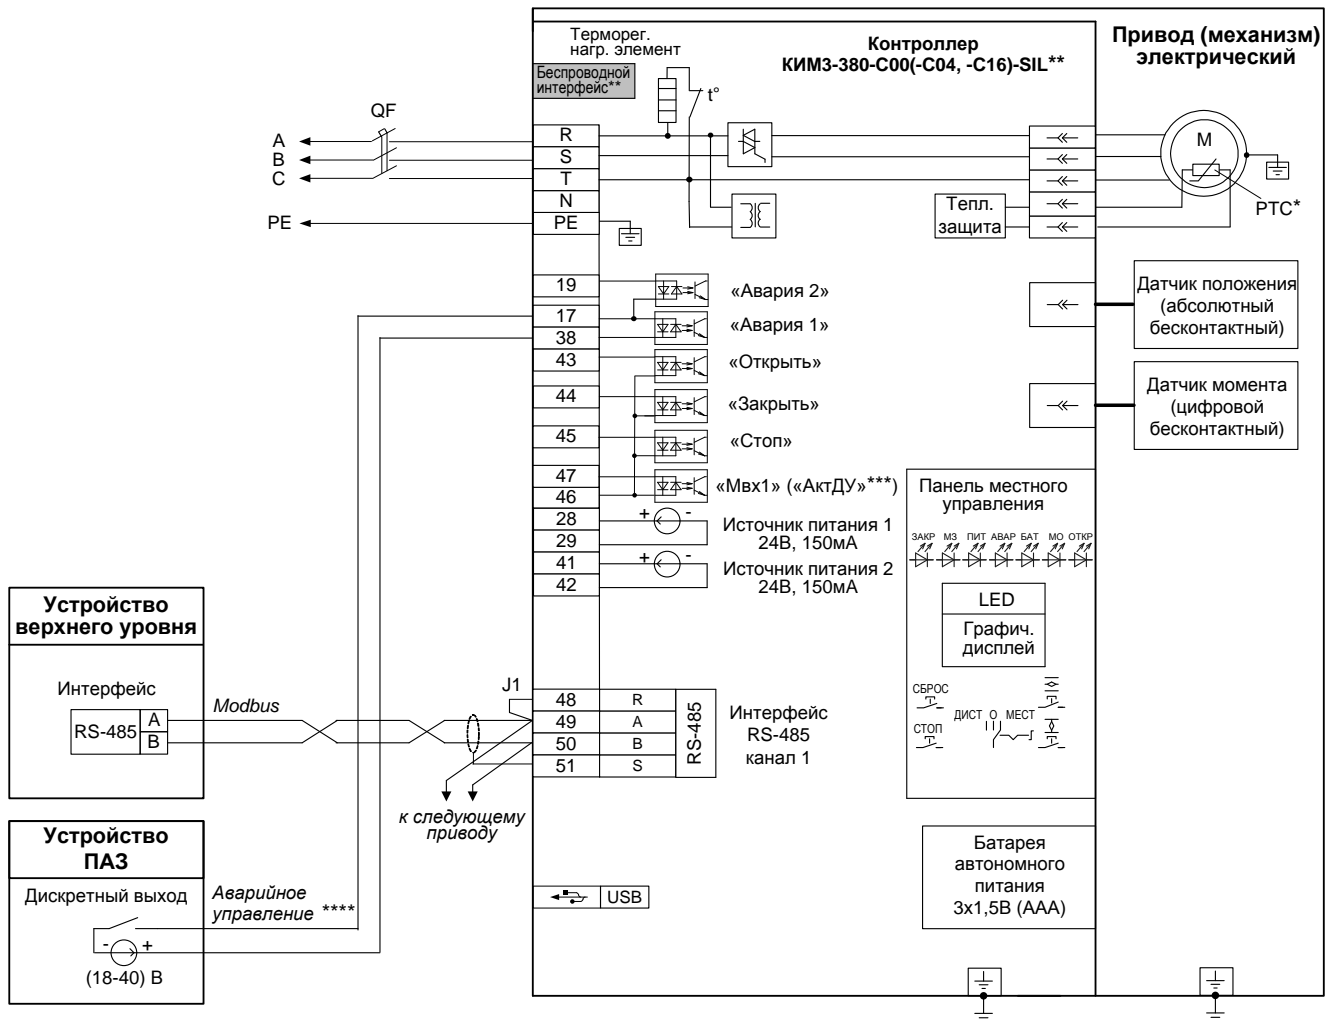 Терморег.
нагр. элемент
Беспроводной
интерфейс**
t°
Контроллер
КИМ3-380-С00(-С04, -С16)-SIL**
Привод (механизм)
электрический
QF
A
B
C
PE
R
S
T
N
PE
Тепл.
защита
M
PTC*
19
17
38
43
44
45
47
46
28
29
41
42
«Авария 2»
«Авария 1»
«Открыть»
«Закрыть»
«Стоп»
«Мвх1» («АктДУ»***)
+ -
Источник питания 1
24В, 150мА
+ -
Источник питания 2
24В, 150мА
Датчик положения
(абсолютный
бесконтактный)
Датчик момента
(цифровой
бесконтактный)
Панель местного
управления
ЗАКР МЗ ПИТ АВАР БАТ МО ОТКР
LED
Графич.
дисплей
СБРОС
СТОП
ДИСТ О МЕСТ
Устройство
верхнего уровня
Интерфейс
RS-485
A
B
Modbus
J1
48 R
49 A
50 B
51 S
RS-485
Интерфейс
RS-485
канал 1
к следующему
приводу
Устройство
ПАЗ
Дискретный выход
- +
(18-40) В
Аварийное
управление ****
USB
Батарея
автономного
питания
3х1,5В (ААА)